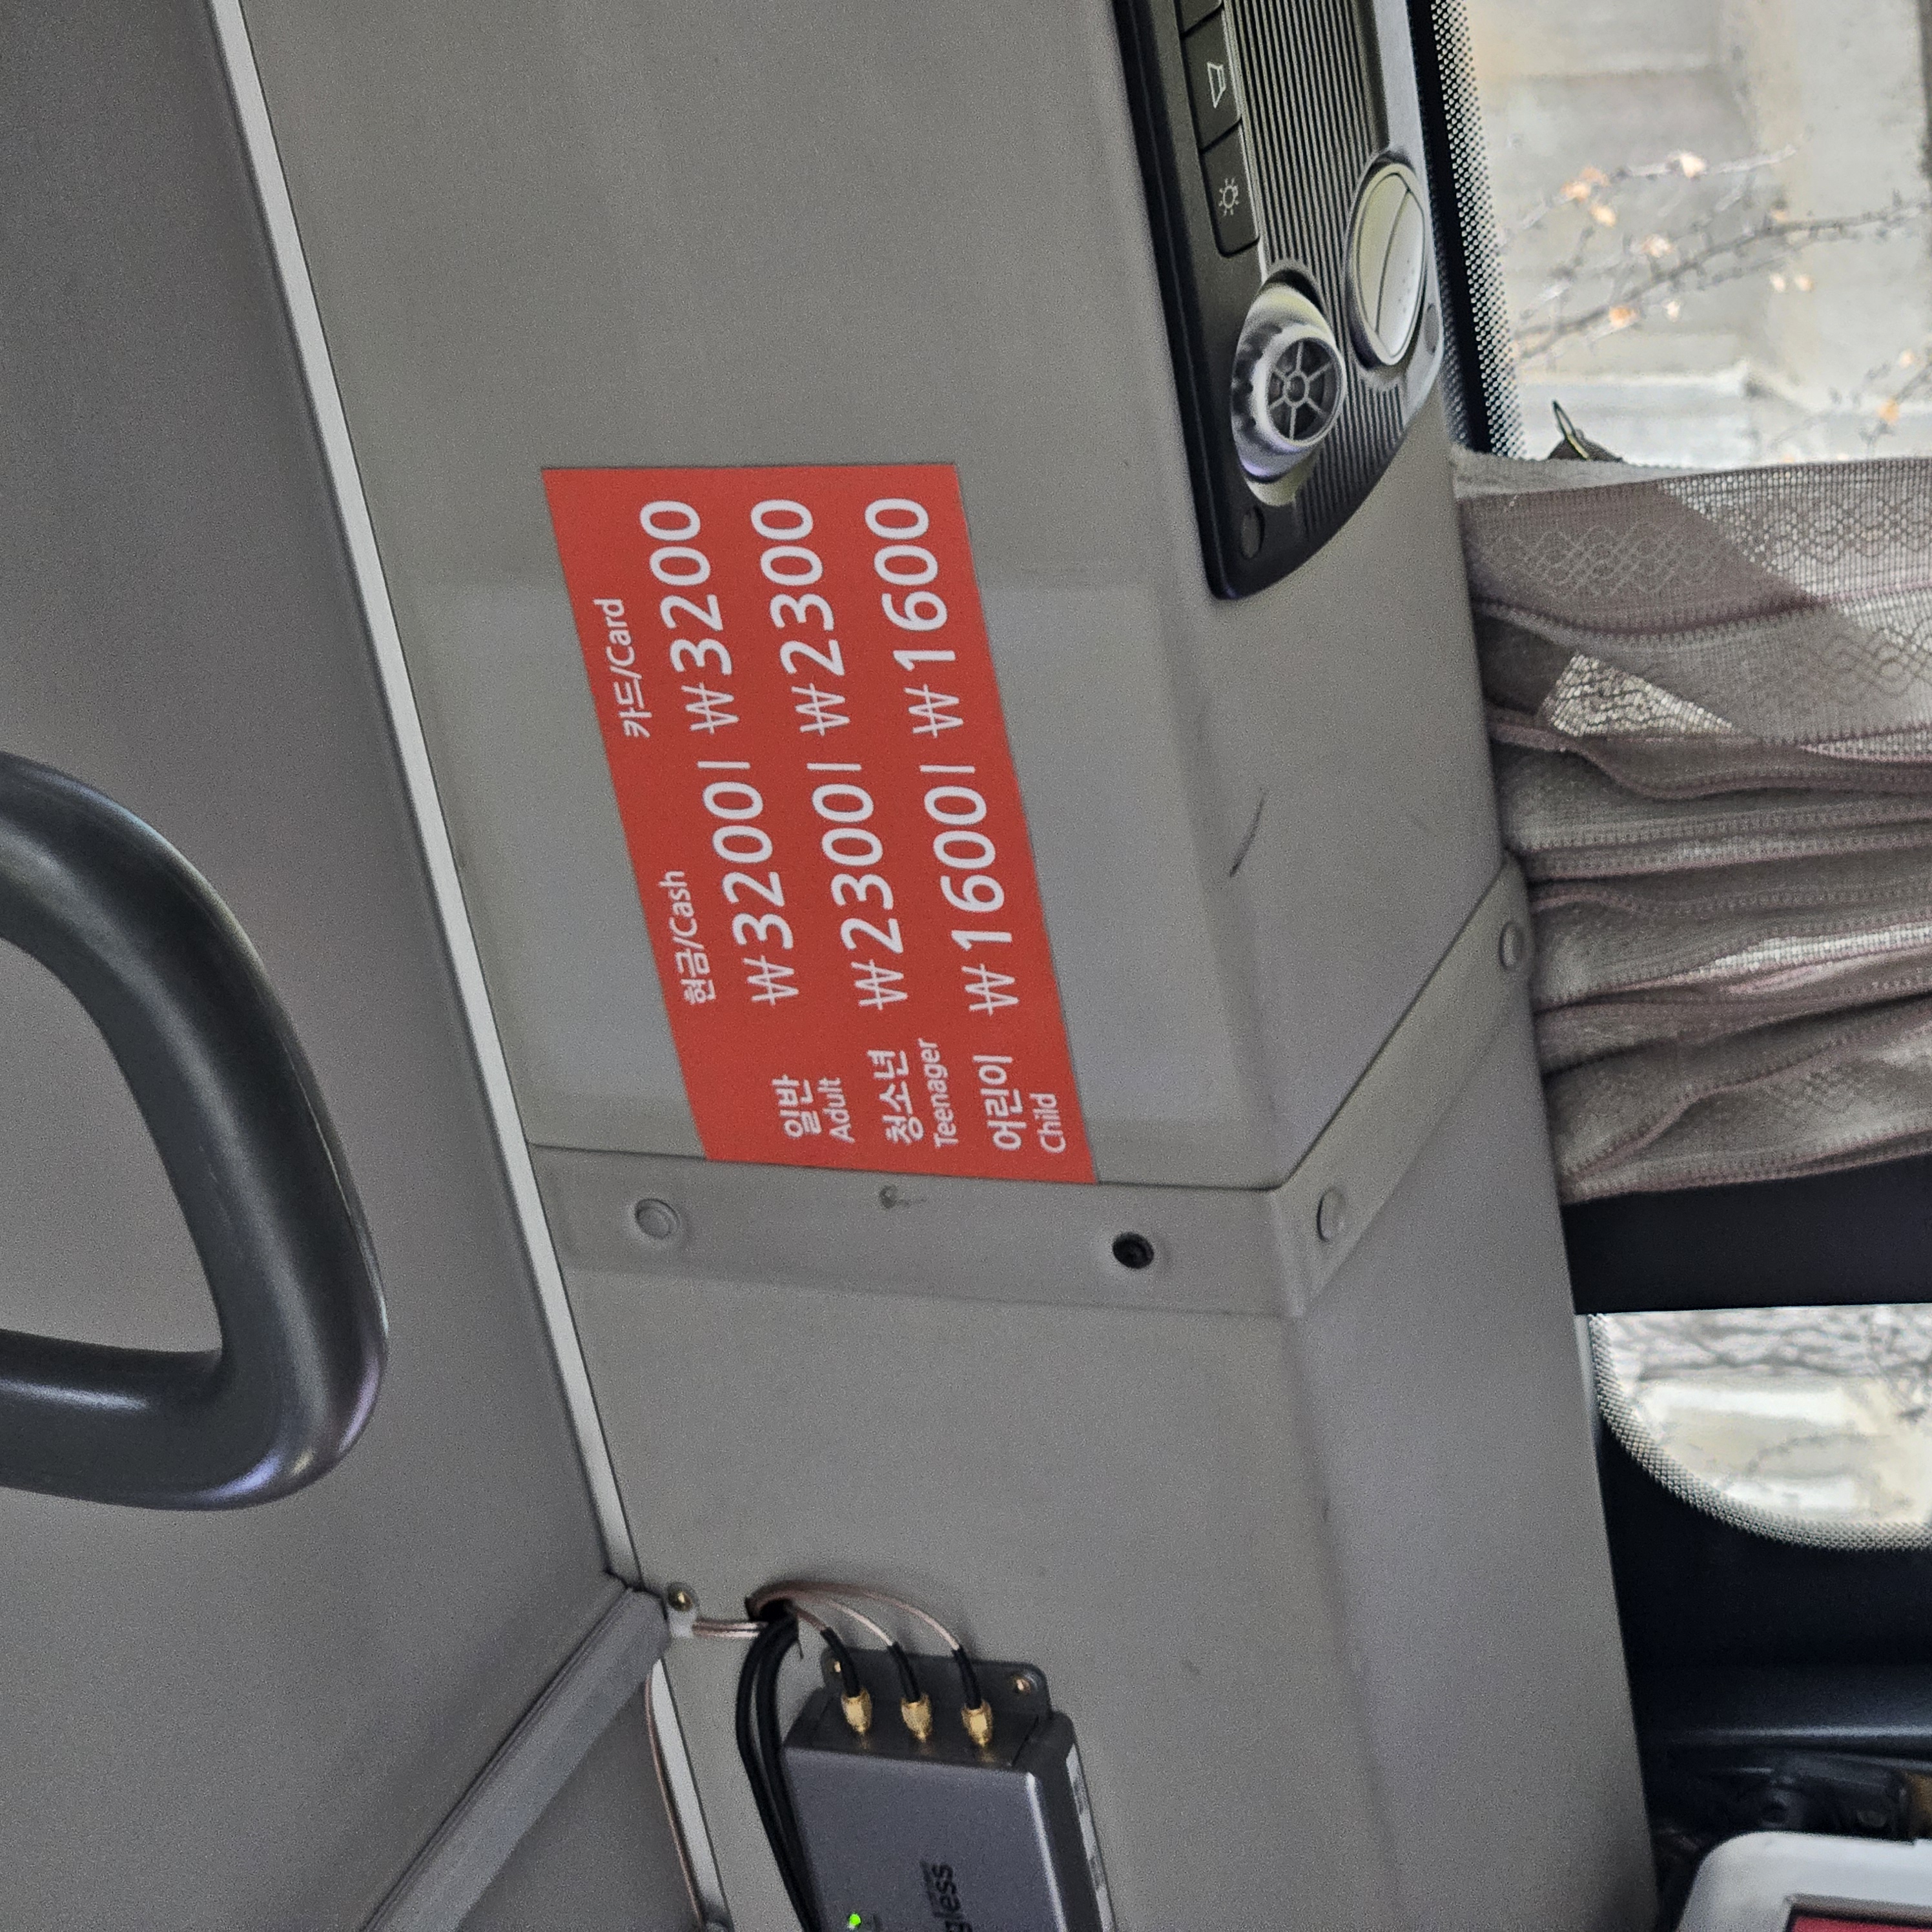 현금/Cash 카드/Card
일반 ₩3200 | ₩3200
Adult
청소년 ₩2300 | ₩2300
Teenager
어린이 ₩1600 | ₩1600
Child
gless